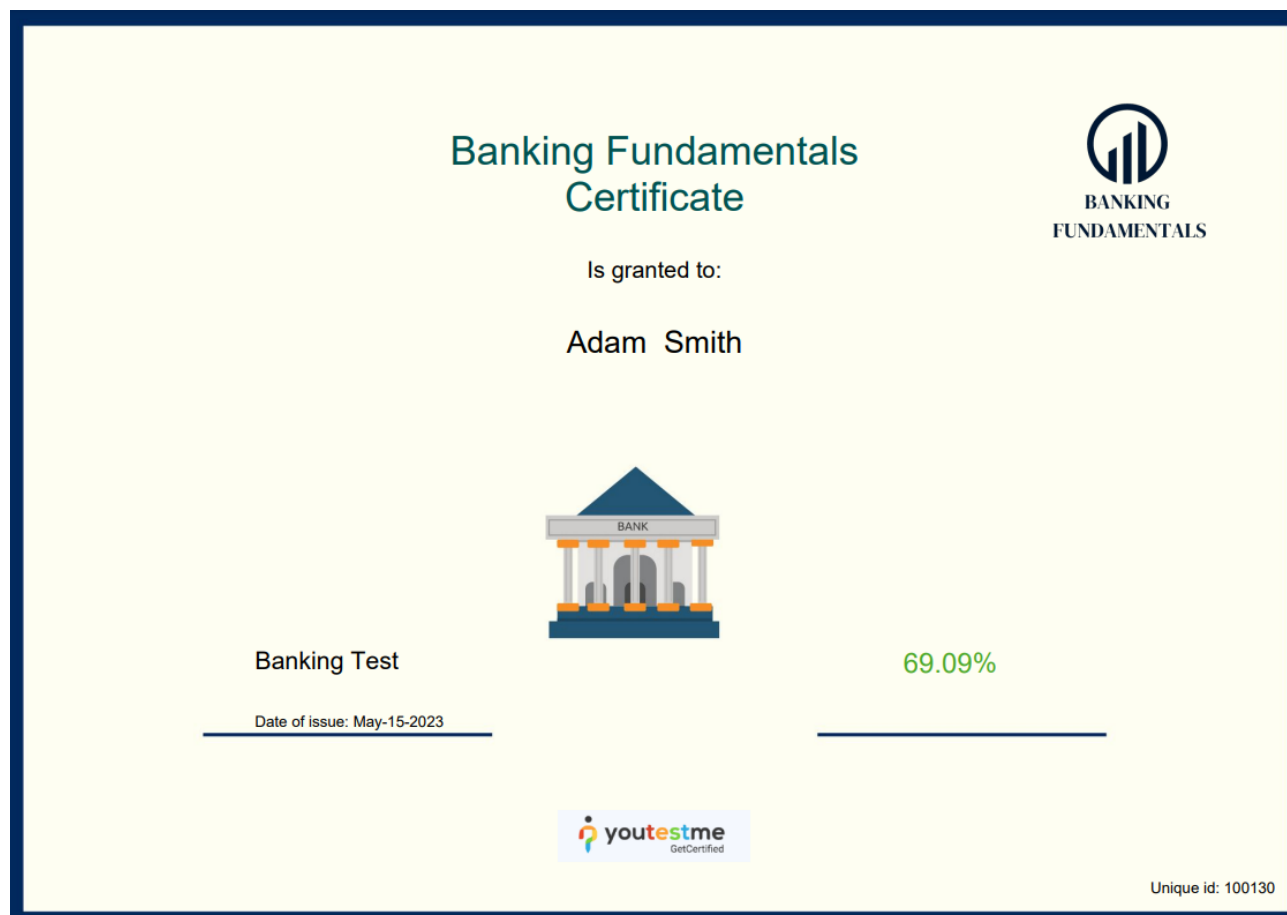 Banking Fundamentals
Certificate
BANKING
FUNDAMENTALS
Is granted to:
Adam Smith
BANK
Banking Test
69.09%
Date of issue: May-15-2023
youtestme
GetCertified
Unique id: 100130